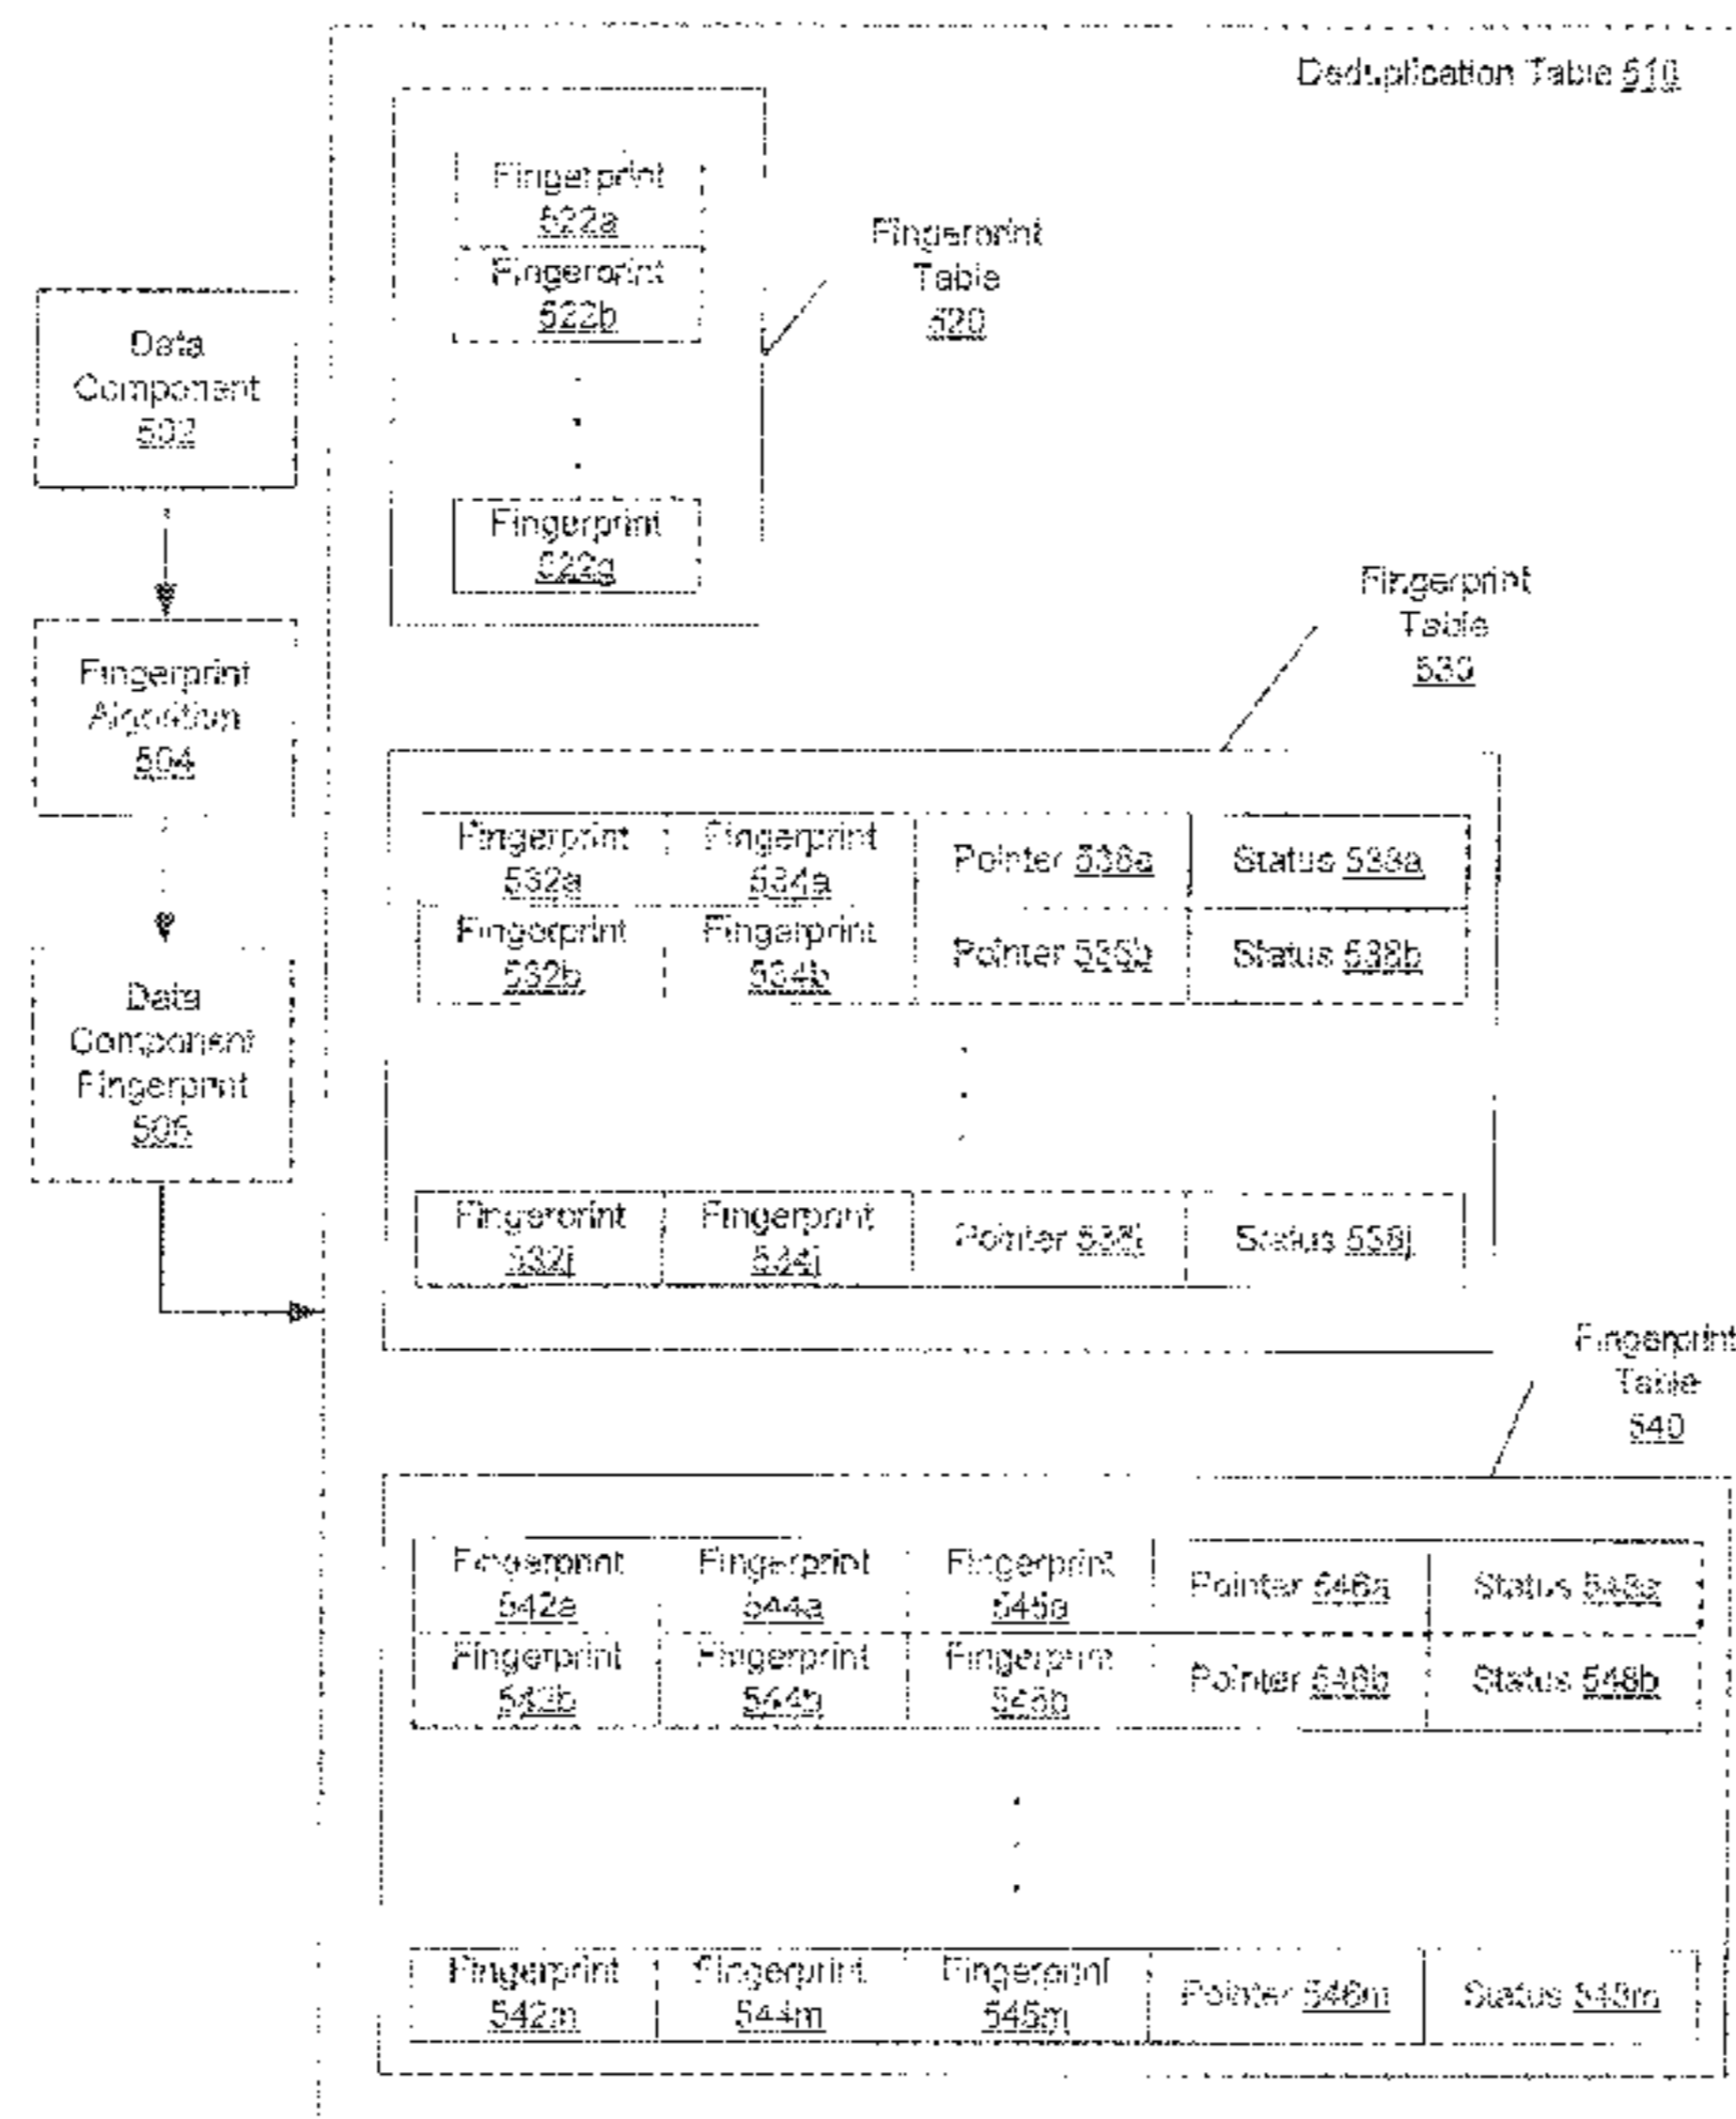 Deduplication Table 510
Fingerprint
522a
Fingerprint
522b
Fingerprint
522g
Fingerprint
Table
520
Data
Component
502
Fingerprint
Algorithm
504
Data
Component
Fingerprint
506
Fingerprint
Table
530
Fingerprint
532a
Fingerprint
534a
Pointer 536a
Status 538a
Fingerprint
532b
Fingerprint
534b
Pointer 536b
Status 538b
Fingerprint
532j
Fingerprint
534j
Pointer 536j
Status 538j
Fingerprint
Table
540
Fingerprint
542a
Fingerprint
544a
Fingerprint
545a
Pointer 546a
Status 548a
Fingerprint
542b
Fingerprint
544b
Fingerprint
545b
Pointer 546b
Status 548b
Fingerprint
542m
Fingerprint
544m
Fingerprint
545m
Pointer 546m
Status 548m